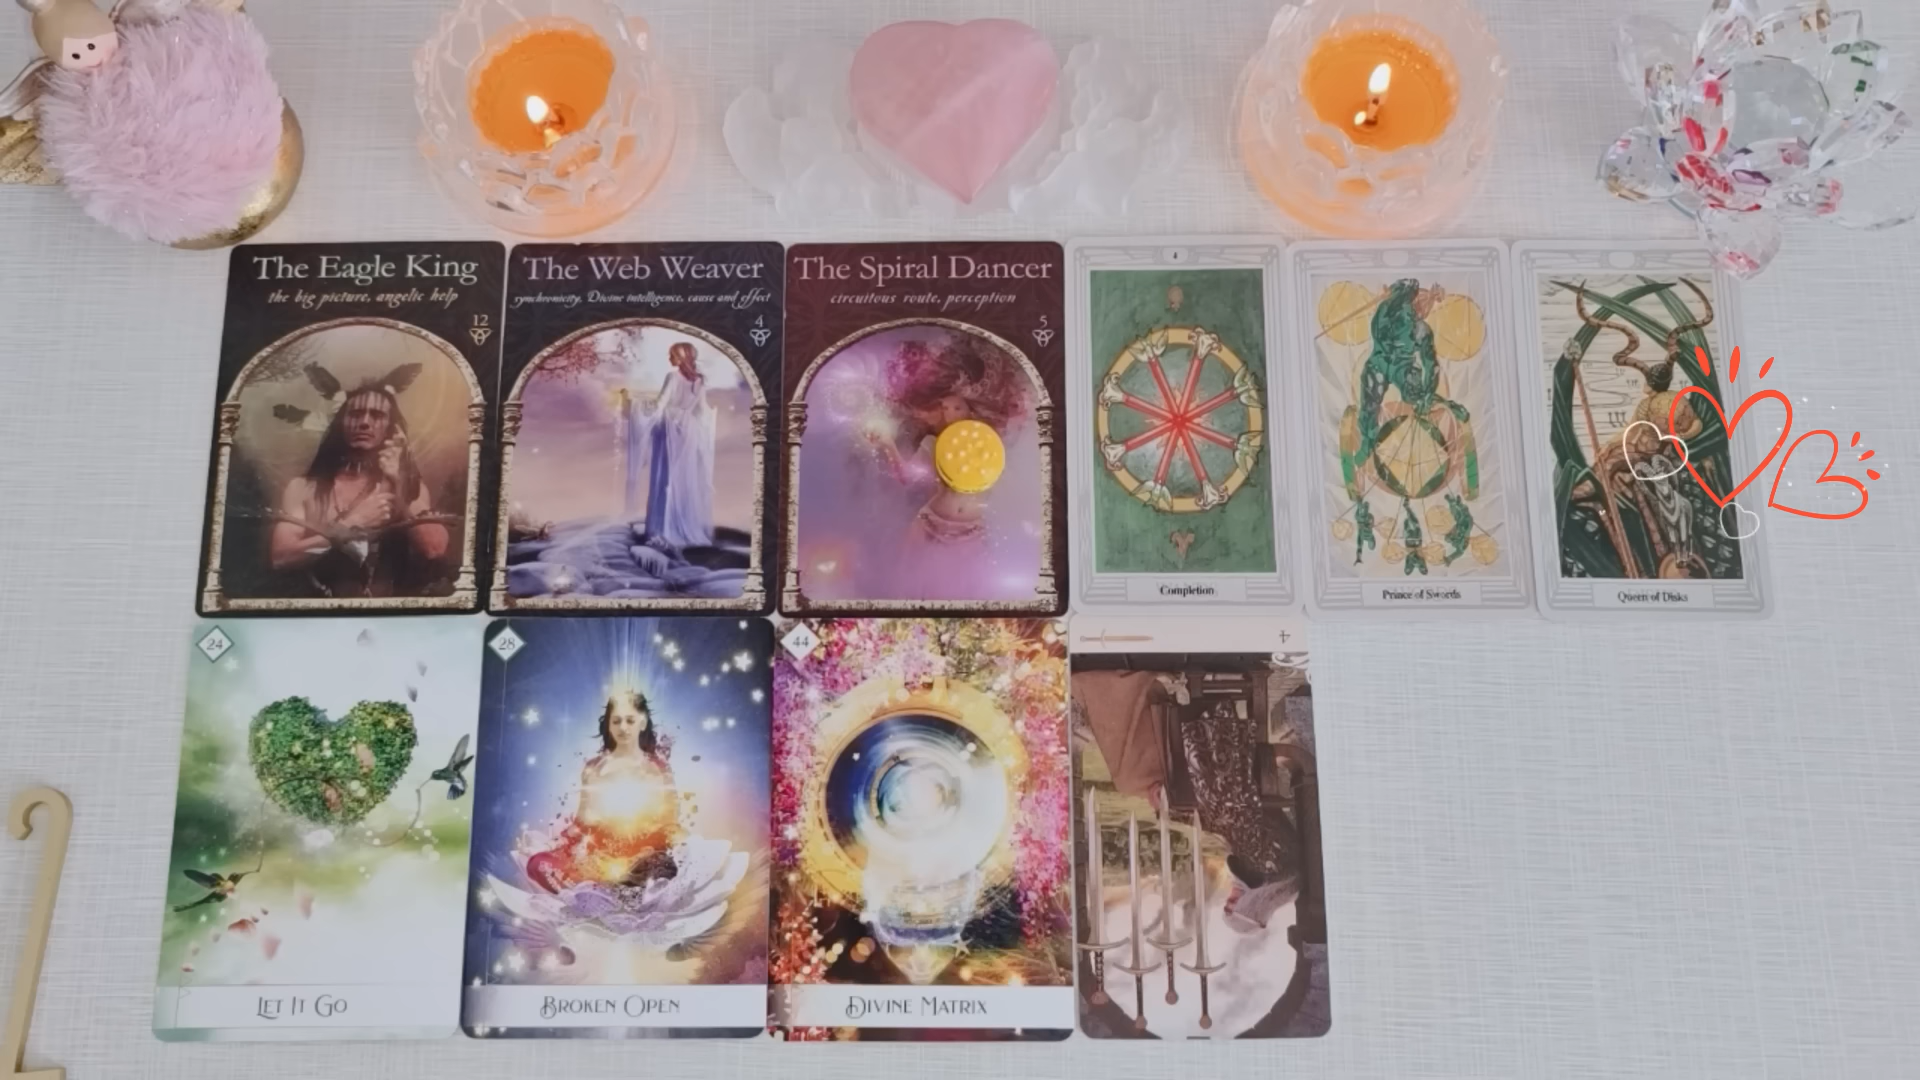 The Eagle King
the big picture, angelic help
12
The Web Weaver
synchronicity, Divine intelligence, cause and effect
4
The Spiral Dancer
circuitous route, perception
5
4
Completion
Prince of Swords
Queen of Disks
24
LET IT GO
28
BROKEN OPEN
44
DIVINE MATRIX
4